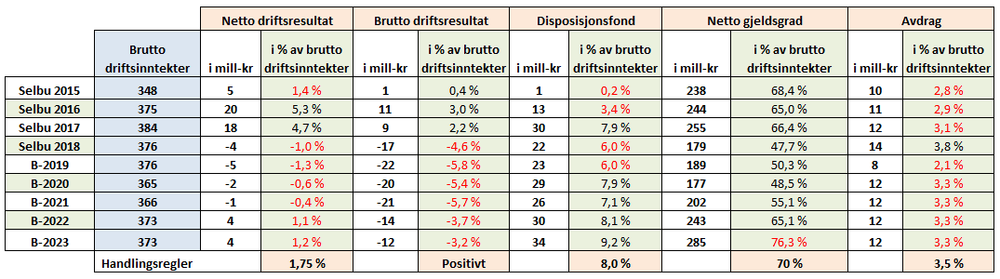 Netto driftsresultat Brutto driftsresultat Disposisjonsfond Netto gjeldsgrad Avdrag
Brutto i % av brutto i % av brutto i % av brutto i % av brutto i % av brutto
driftsinntekter i mill-kr driftsinntekter i mill-kr driftsinntekter i mill-kr driftsinntekter i mill-kr driftsinntekter i mill-kr driftsinntekter
Selbu 2015 348 5 1,4 % 1 0,4 % 1 0,2 % 238 68,4 % 10 2,8 %
Selbu 2016 375 20 5,3 % 11 3,0 % 13 3,4 % 244 65,0 % 11 2,9 %
Selbu 2017 384 18 4,7 % 9 2,2 % 30 7,9 % 255 66,4 % 12 3,1 %
Selbu 2018 376 -4 -1,0 % -17 -4,6 % 22 6,0 % 179 47,7 % 14 3,8 %
B-2019 376 -5 -1,3 % -22 -5,8 % 23 6,0 % 189 50,3 % 8 2,1 %
B-2020 365 -2 -0,6 % -20 -5,4 % 29 7,9 % 177 48,5 % 12 3,3 %
B-2021 366 -1 -0,4 % -21 -5,7 % 26 7,1 % 202 55,1 % 12 3,3 %
B-2022 373 4 1,1 % -14 -3,7 % 30 8,1 % 243 65,1 % 12 3,3 %
B-2023 373 4 1,2 % -12 -3,2 % 34 9,2 % 285 76,3 % 12 3,3 %
Handlingsregler 1,75 % Positivt 8,0 % 70 % 3,5 %